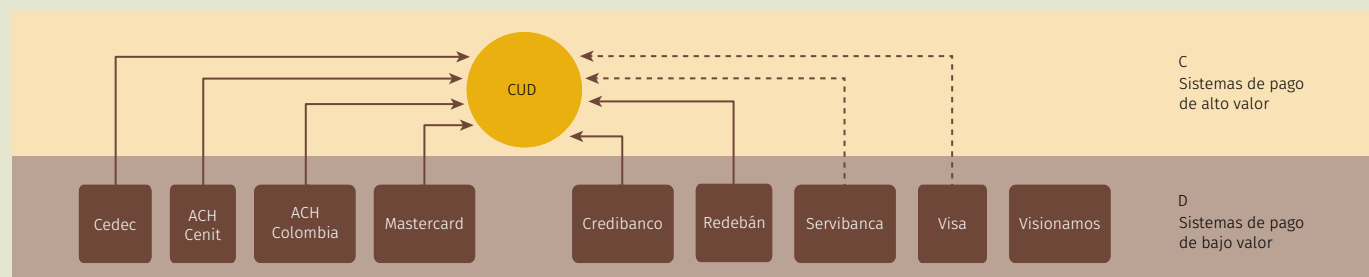 CUD
C
Sistemas de pago
de alto valor
Cedec
ACH
Cenit
ACH
Colombia
Mastercard
Credibanco
Redebán
Servibanca
Visa
Visionamos
D
Sistemas de pago
de bajo valor